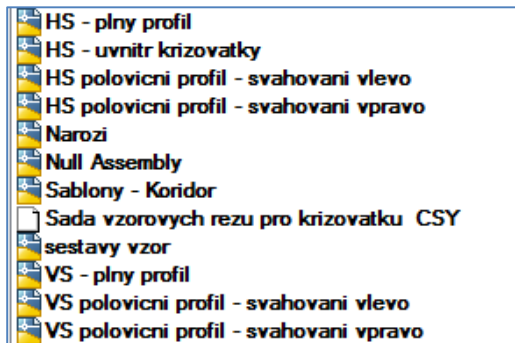 HS - plny profil
HS - uvnitr krizovatky
HS polovicni profil - svahovani vlevo
HS polovicni profil - svahovani vpravo
Narozi
Null Assembly
Sablony - Koridor
Sada vzorovych rezu pro krizovatku  CSY
sestavy vzor
VS - plny profil
VS polovicni profil - svahovani vlevo
VS polovicni profil - svahovani vpravo